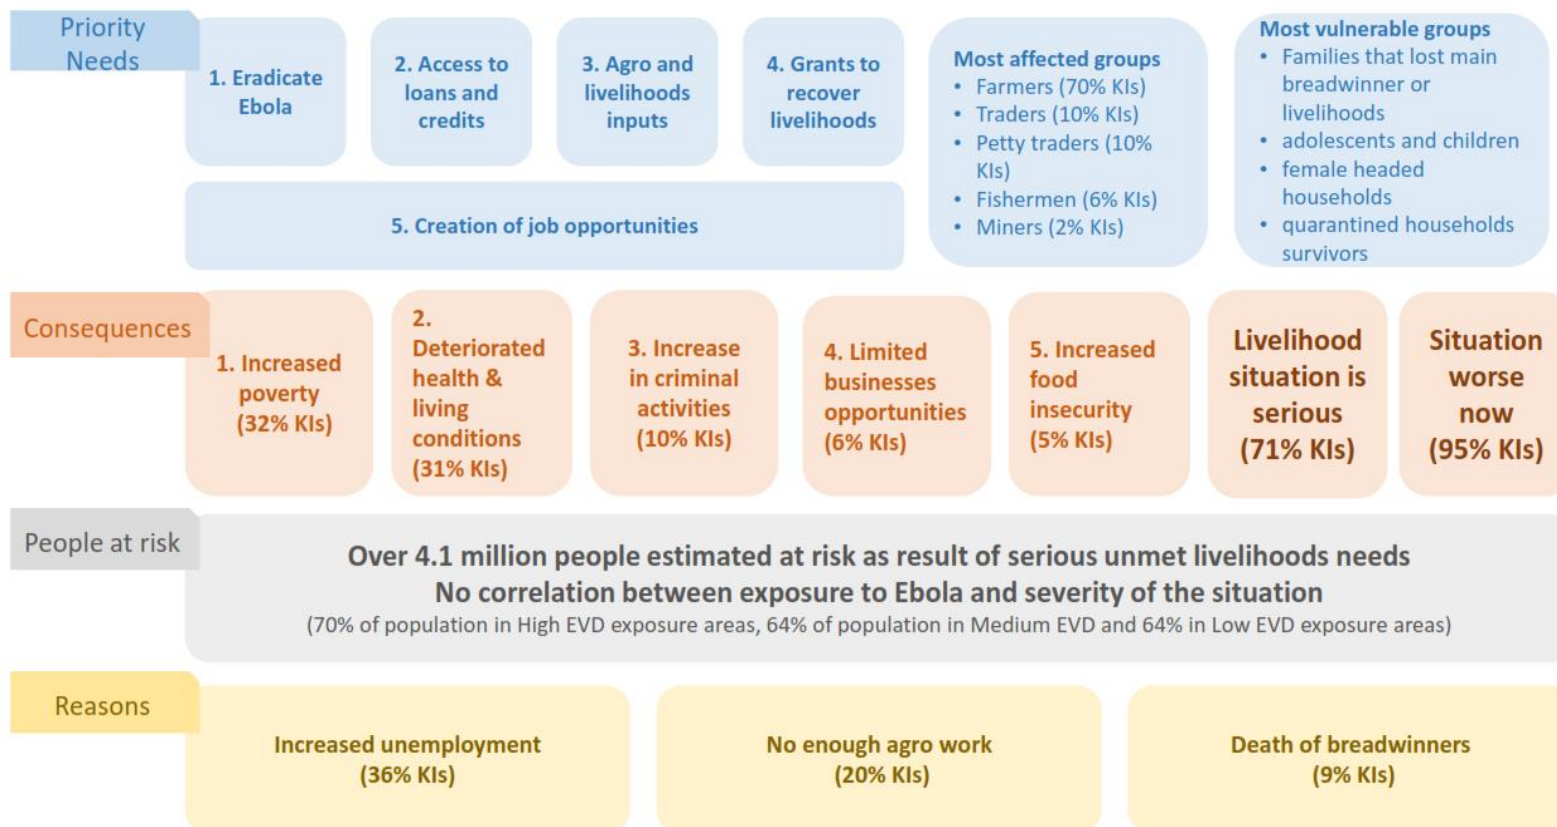 Priority
Needs
1. Eradicate
Ebola
2. Access to
loans and
credits
3. Agro and
livelihoods
inputs
4. Grants to
recover
livelihoods
5. Creation of job opportunities
Most affected groups
• Farmers (70% KIs)
• Traders (10% KIs)
• Petty traders (10%
KIs)
• Fishermen (6% KIs)
• Miners (2% KIs)
Most vulnerable groups
• Families that lost main
breadwinner or
livelihoods
• adolescents and children
• female headed
households
• quarantined households
survivors
Consequences
1. Increased
poverty
(32% KIs)
2.
Deteriorated
health &
living
conditions
(31% KIs)
3. Increase
in criminal
activities
(10% KIs)
4. Limited
businesses
opportunities
(6% KIs)
5. Increased
food
insecurity
(5% KIs)
Livelihood
situation is
serious
(71% KIs)
Situation
worse
now
(95% KIs)
People at risk
Over 4.1 million people estimated at risk as result of serious unmet livelihoods needs
No correlation between exposure to Ebola and severity of the situation
(70% of population in High EVD exposure areas, 64% of population in Medium EVD and 64% in Low EVD exposure areas)
Reasons
Increased unemployment
(36% KIs)
No enough agro work
(20% KIs)
Death of breadwinners
(9% KIs)